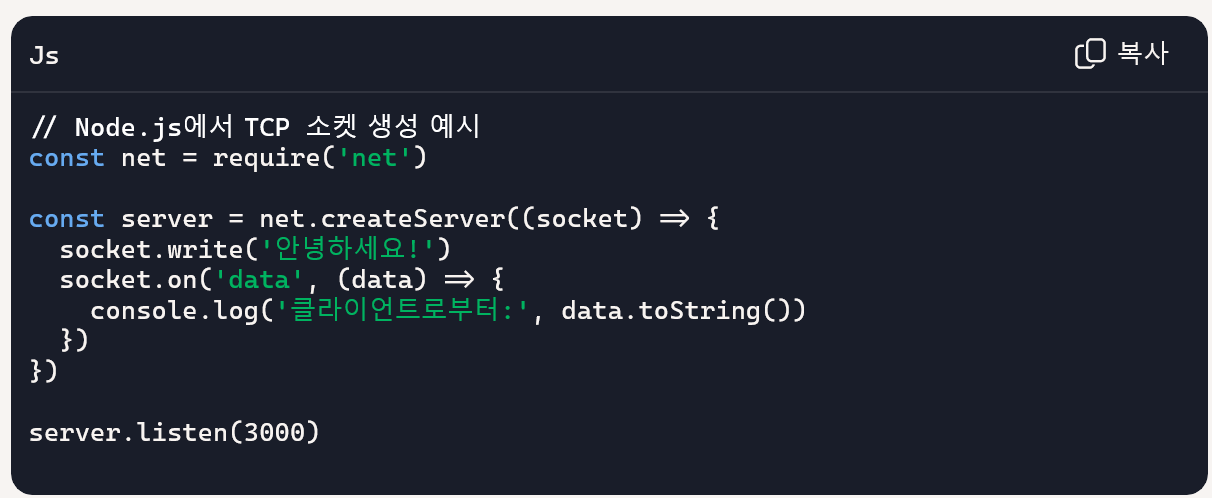 Js
복사
// Node.js에서 TCP 소켓 생성 예시
const net = require('net')
const server = net.createServer((socket) => {
  socket.write('안녕하세요!')
  socket.on('data', (data) => {
    console.log('클라이언트로부터:', data.toString())
  })
})
server.listen(3000)